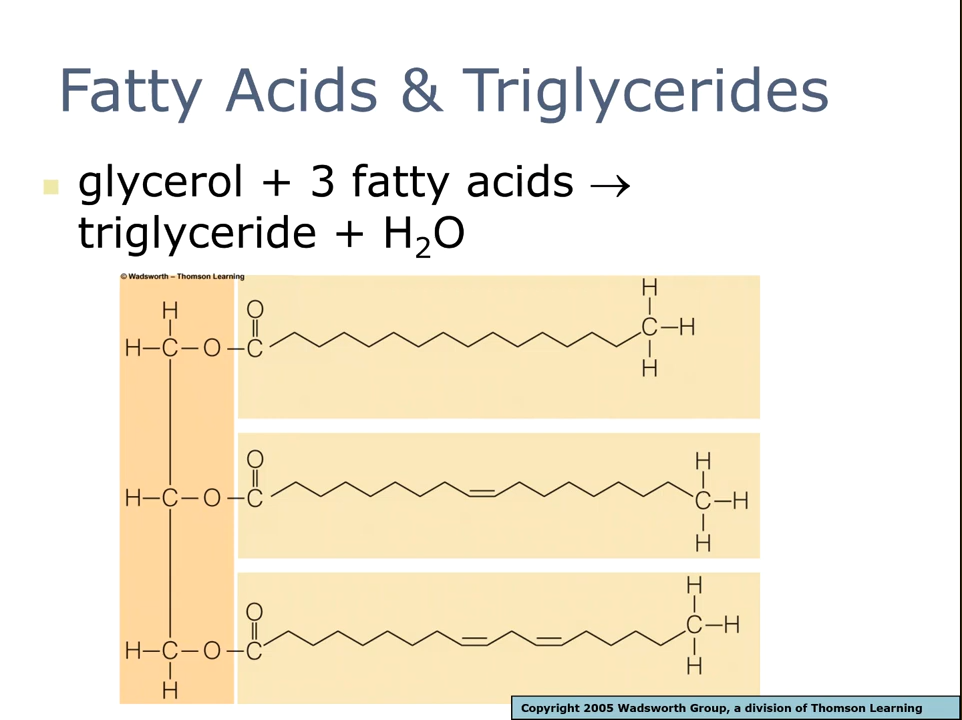 Fatty Acids & Triglycerides
glycerol + 3 fatty acids →
triglyceride + H₂O
© Wadsworth – Thomson Learning
H
O
H
H–C–O–C
C–H
H
O
H
H–C–O–C
C–H
H
O
H
H–C–O–C
C–H
H
H
Copyright 2005 Wadsworth Group, a division of Thomson Learning